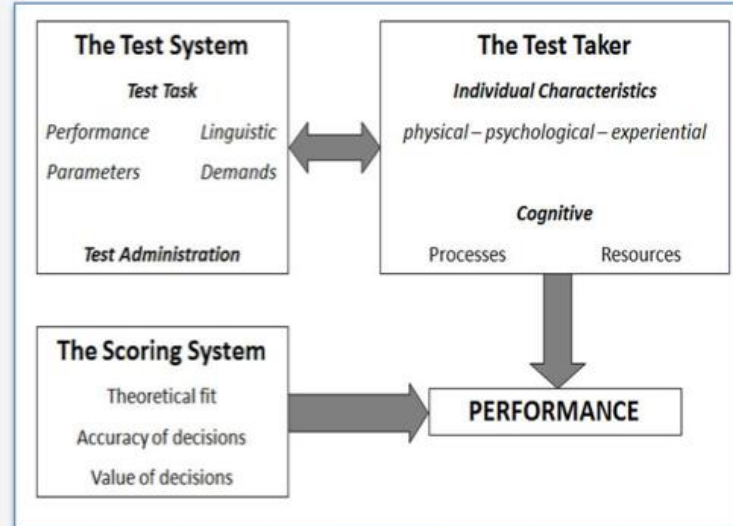 The Test System
Test Task
Performance Linguistic
Parameters Demands
Test Administration
The Test Taker
Individual Characteristics
physical – psychological – experiential
Cognitive
Processes Resources
The Scoring System
Theoretical fit
Accuracy of decisions
Value of decisions
PERFORMANCE